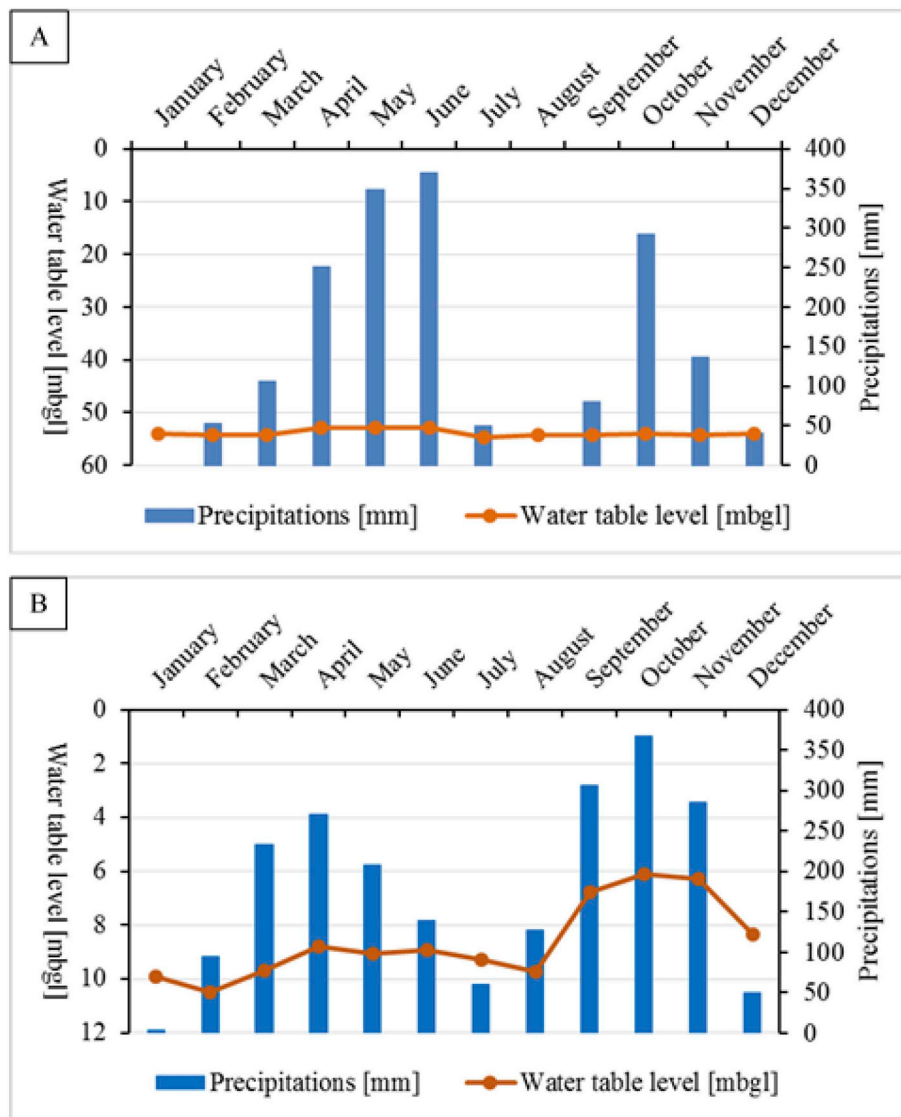 A
January
February
March
April
May
June
July
August
September
October
November
December
Water table level [mbgl]
0
10
20
30
40
50
60
400
350
300
250
200
150
100
50
0
Precipitations [mm]
Precipitations [mm] Water table level [mbgl]
B
January
February
March
April
May
June
July
August
September
October
November
December
Water table level [mbgl]
0
2
4
6
8
10
12
400
350
300
250
200
150
100
50
0
Precipitations [mm]
Precipitations [mm] Water table level [mbgl]